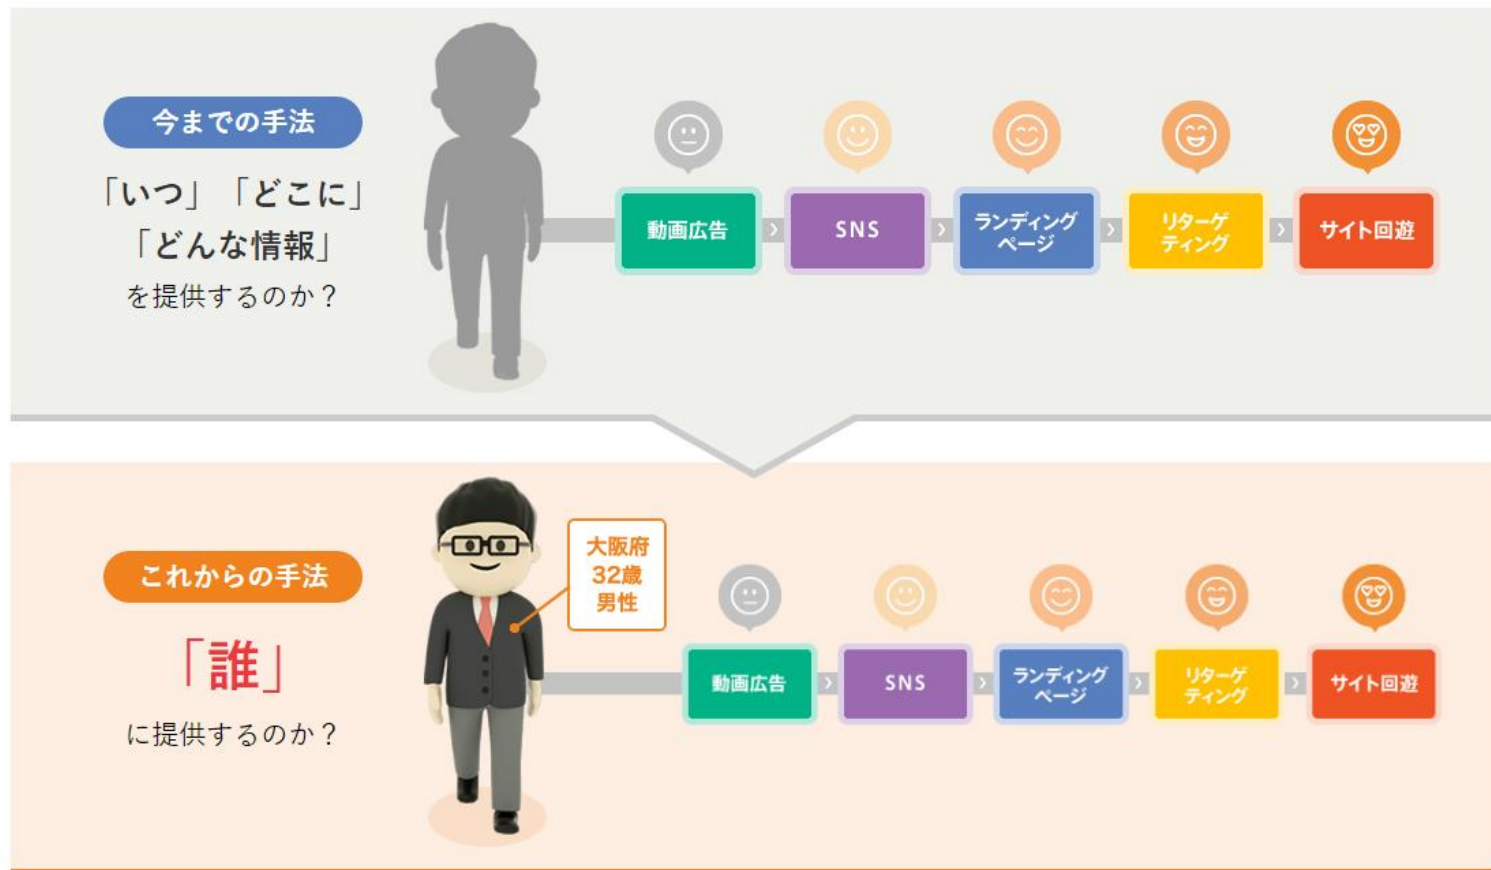 今までの手法
「いつ」「どこに」
「どんな情報」
を提供するのか？
動画広告
SNS
ランディング
ページ
リターゲ
ティング
サイト回遊
これからの手法
「誰」
に提供するのか？
大阪府
32歳
男性
動画広告
SNS
ランディング
ページ
リターゲ
ティング
サイト回遊